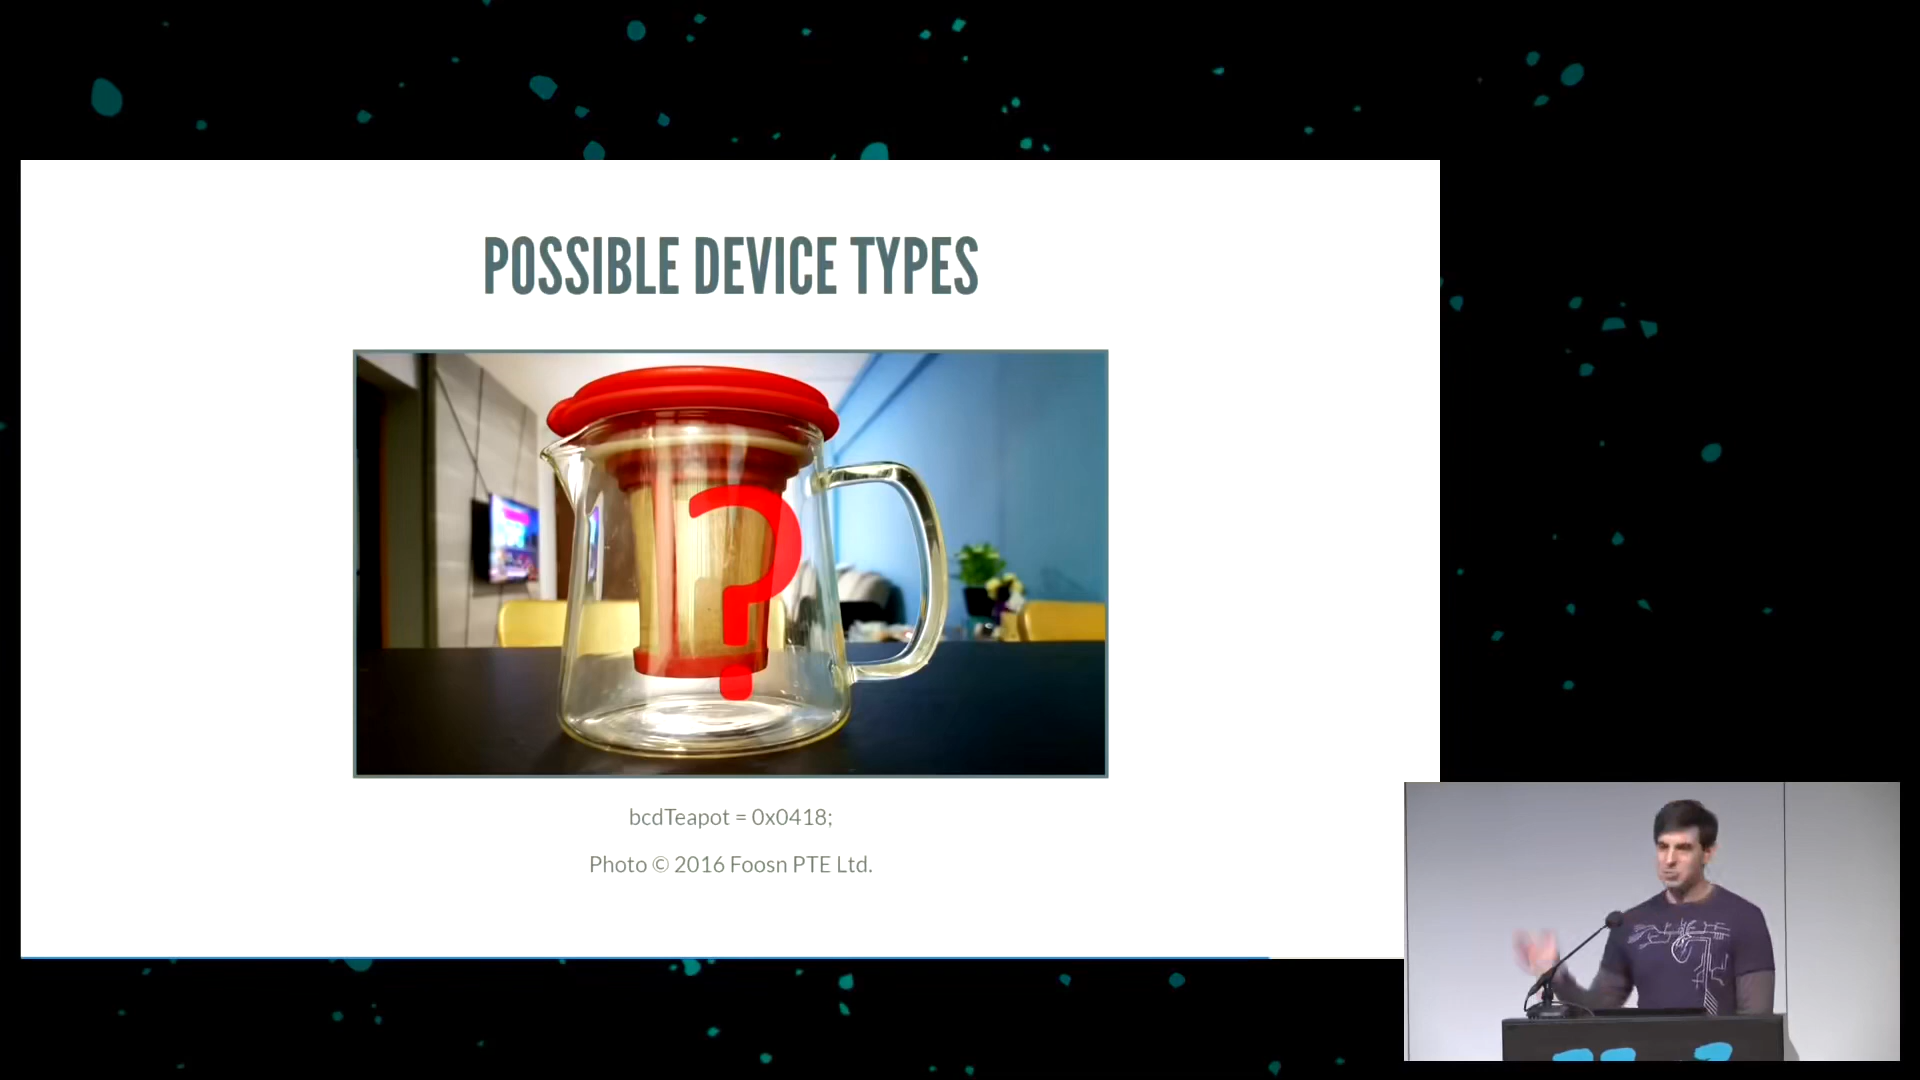 POSSIBLE DEVICE TYPES
?
bcdTeapot = 0x0418;
Photo © 2016 Foosn PTE Ltd.